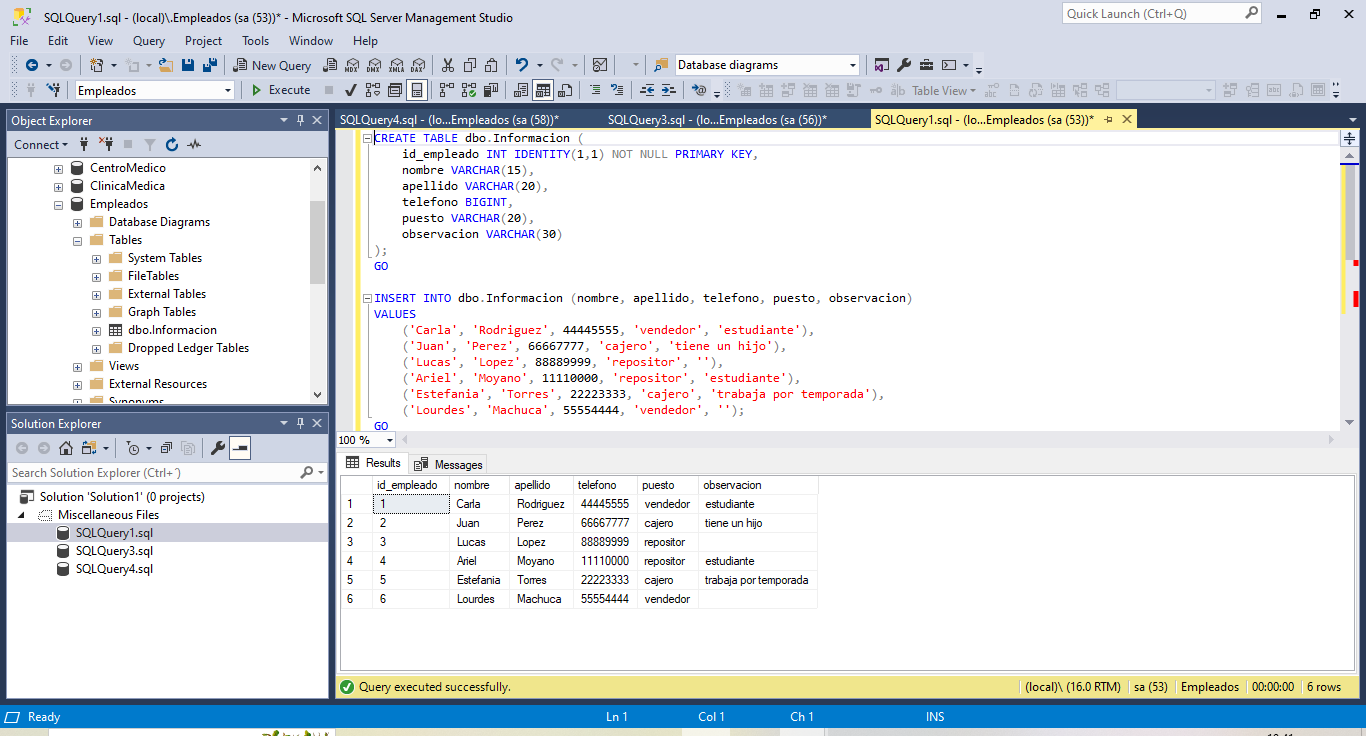 SQLQuery1.sql - (local)\.Empleados (sa (53))* - Microsoft SQL Server Management Studio
Quick Launch (Ctrl+Q)
File Edit View Query Project Tools Window Help
New Query MDX DMX XMLA DAX Database diagrams
Empleados Execute Table View
Object Explorer
Connect
CentroMedico
ClinicaMedica
Empleados
Database Diagrams
Tables
System Tables
FileTables
External Tables
Graph Tables
dbo.Informacion
Dropped Ledger Tables
Views
External Resources
Synonyms
Solution Explorer
Search Solution Explorer (Ctrl+´)
Solution 'Solution1' (0 projects)
Miscellaneous Files
SQLQuery1.sql
SQLQuery3.sql
SQLQuery4.sql
SQLQuery4.sql - (lo...Empleados (sa (58))* SQLQuery3.sql - (lo...Empleados (sa (56))* SQLQuery1.sql - (lo...Empleados (sa (53))*
CREATE TABLE dbo.Informacion (
id_empleado INT IDENTITY(1,1) NOT NULL PRIMARY KEY,
nombre VARCHAR(15),
apellido VARCHAR(20),
telefono BIGINT,
puesto VARCHAR(20),
observacion VARCHAR(30)
);
GO
INSERT INTO dbo.Informacion (nombre, apellido, telefono, puesto, observacion)
VALUES
('Carla', 'Rodriguez', 44445555, 'vendedor', 'estudiante'),
('Juan', 'Perez', 66667777, 'cajero', 'tiene un hijo'),
('Lucas', 'Lopez', 88889999, 'repositor', ''),
('Ariel', 'Moyano', 11110000, 'repositor', 'estudiante'),
('Estefania', 'Torres', 22223333, 'cajero', 'trabaja por temporada'),
('Lourdes', 'Machuca', 55554444, 'vendedor', '');
GO
100 %
Results Messages
id_empleado nombre apellido telefono puesto observacion
1 1 Carla Rodriguez 44445555 vendedor estudiante
2 2 Juan Perez 66667777 cajero tiene un hijo
3 3 Lucas Lopez 88889999 repositor
4 4 Ariel Moyano 11110000 repositor estudiante
5 5 Estefania Torres 22223333 cajero trabaja por temporada
6 6 Lourdes Machuca 55554444 vendedor
Query executed successfully. (local)\ (16.0 RTM) sa (53) Empleados 00:00:00 6 rows
Ready Ln 1 Col 1 Ch 1 INS